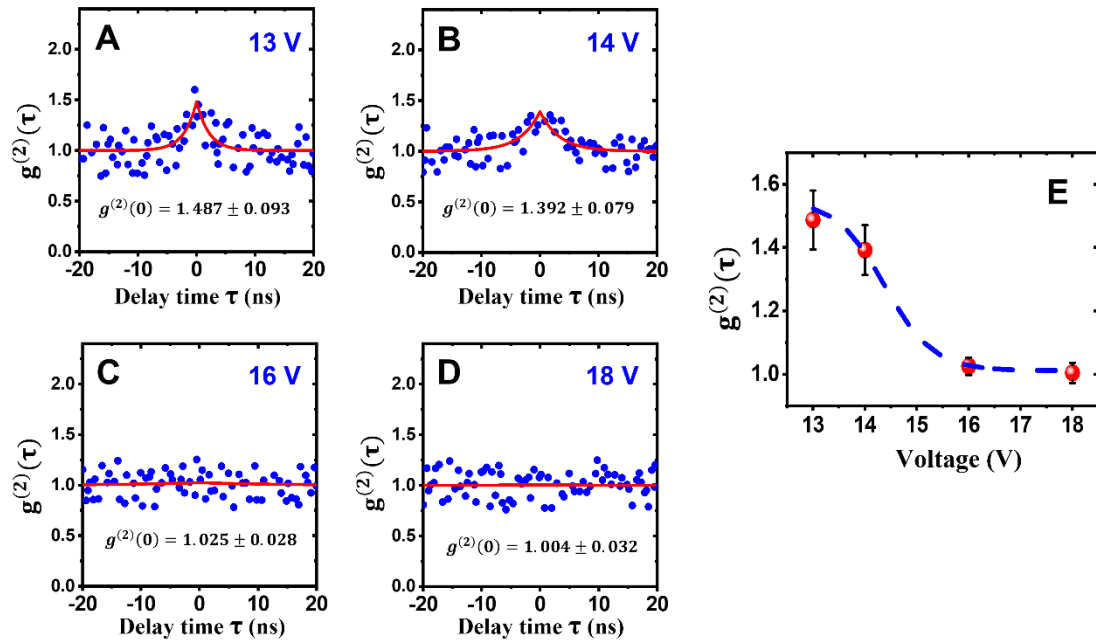 A
13 V
2.0
1.5
1.0
0.5
0.0
g(2)(τ)
g(2)(0) = 1.487 ± 0.093
-20 -10 0 10 20
Delay time τ (ns)
B
14 V
2.0
1.5
1.0
0.5
0.0
g(2)(τ)
g(2)(0) = 1.392 ± 0.079
-20 -10 0 10 20
Delay time τ (ns)
C
16 V
2.0
1.5
1.0
0.5
0.0
g(2)(τ)
g(2)(0) = 1.025 ± 0.028
-20 -10 0 10 20
Delay time τ (ns)
D
18 V
2.0
1.5
1.0
0.5
0.0
g(2)(τ)
g(2)(0) = 1.004 ± 0.032
-20 -10 0 10 20
Delay time τ (ns)
E
1.6
1.4
1.2
1.0
g(2)(τ)
13 14 15 16 17 18
Voltage (V)